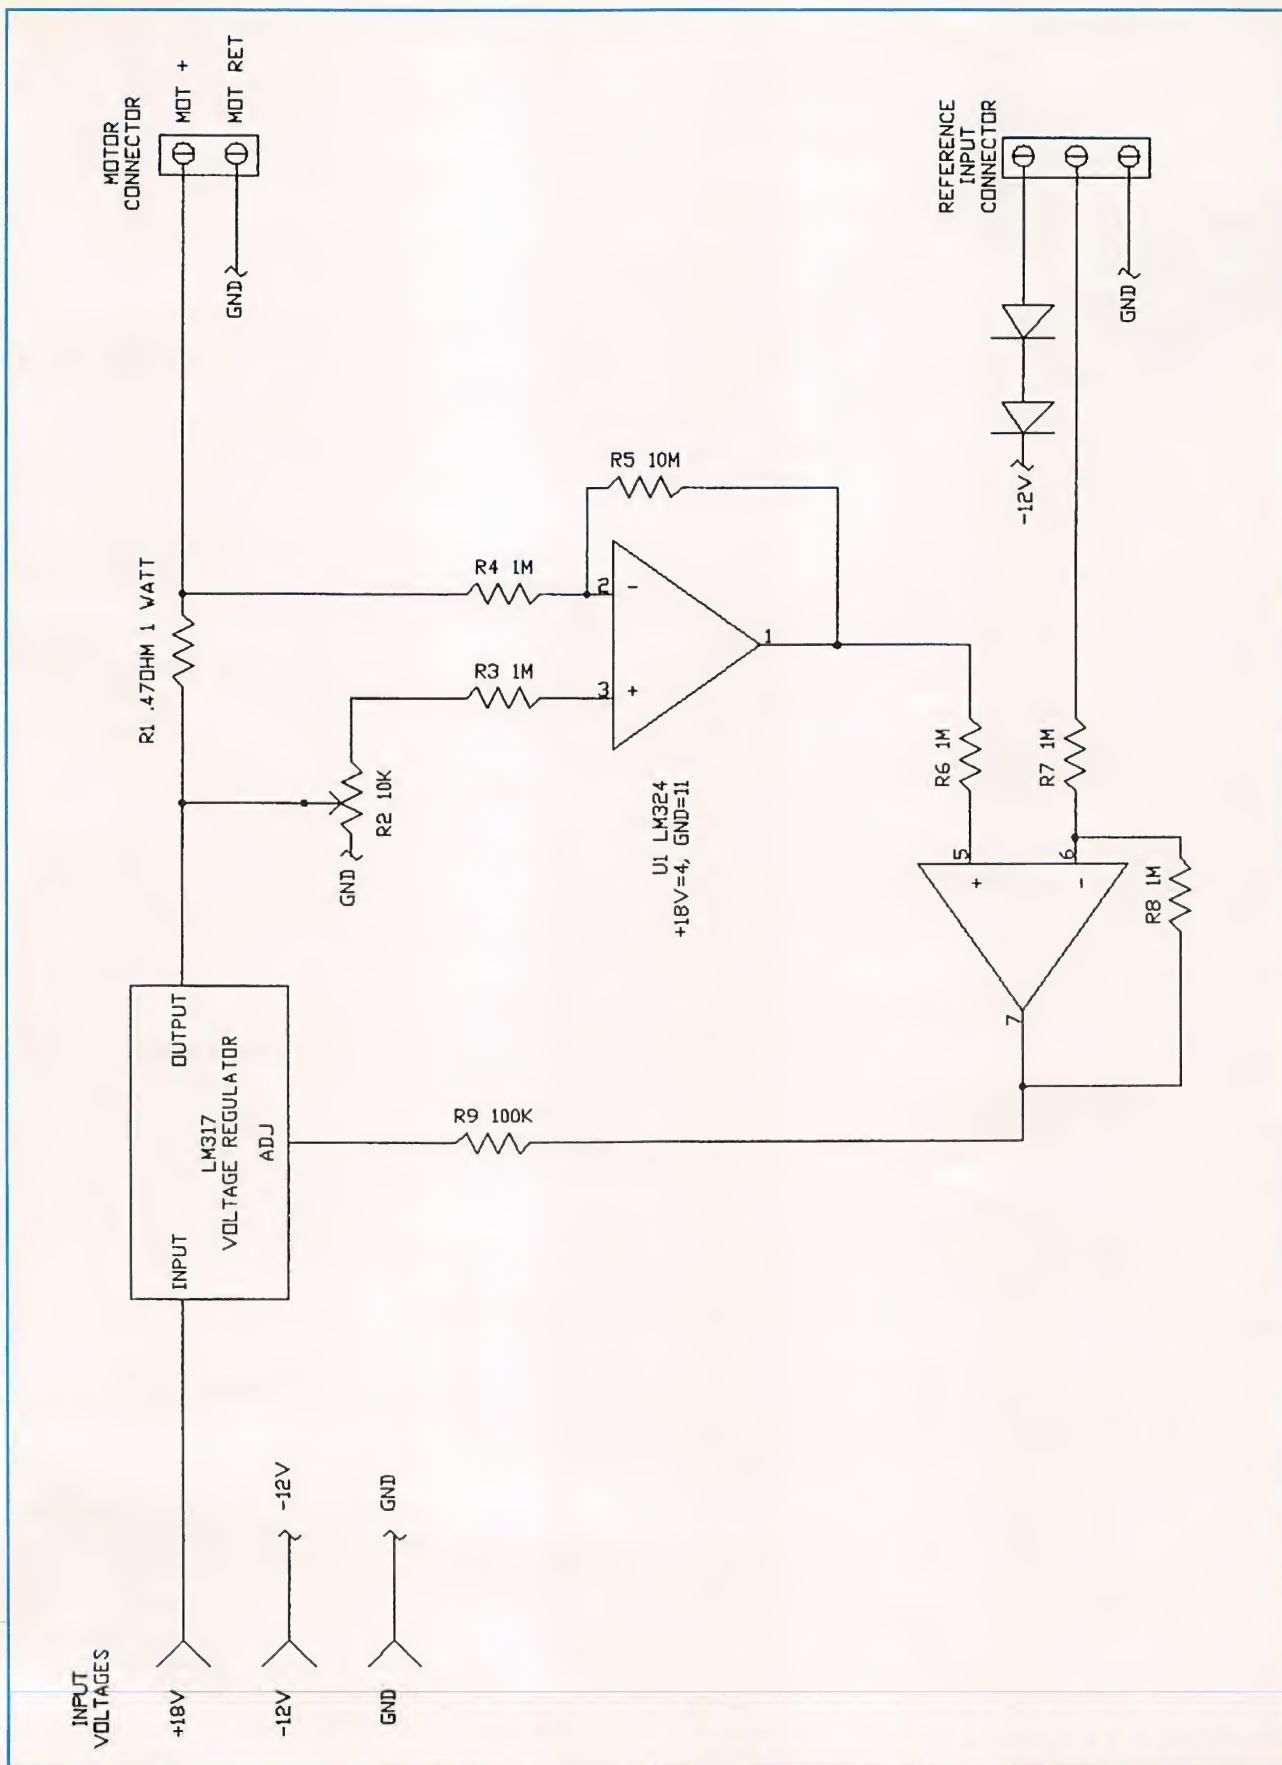 INPUT
VOLTAGES
+18V
-12V
-12V
GND
GND
INPUT
OUTPUT
LM317
VOLTAGE REGULATOR
ADJ
R1 .47OHM 1 WATT
MOTOR
CONNECTOR
MOT +
MOT RET
GND
GND
R2 10K
R3 1M
R4 1M
R5 10M
2
-
3
+
1
U1 LM324
+18V=4, GND=11
R9 100K
R6 1M
R7 1M
5
+
6
-
7
R8 1M
-12V
REFERENCE
INPUT
CONNECTOR
GND